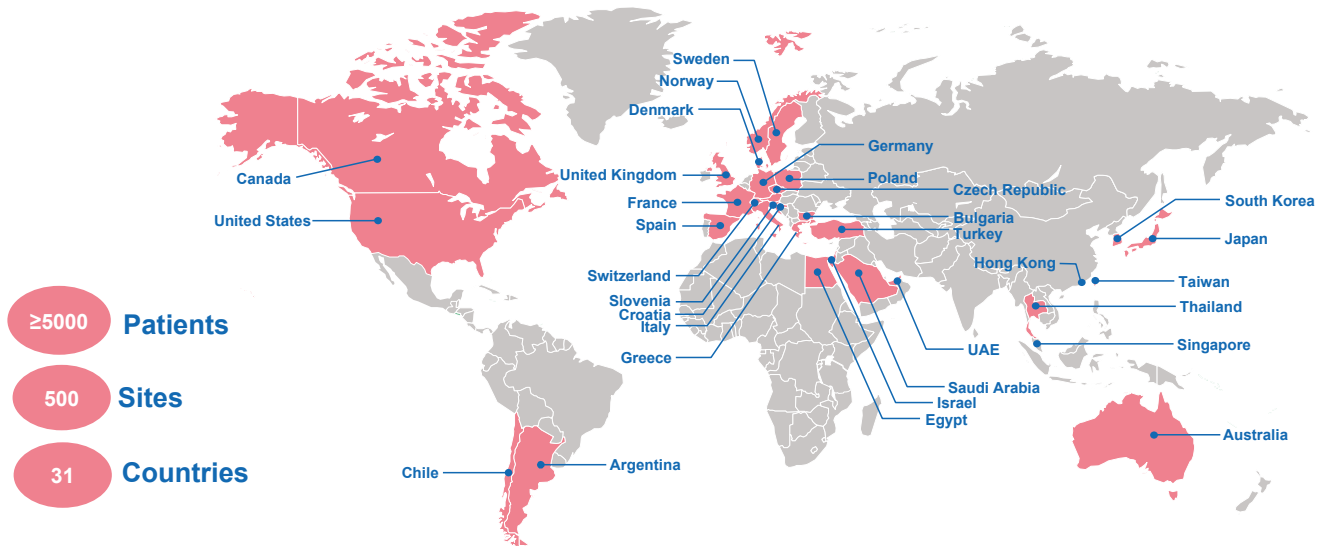 Sweden
Norway
Denmark
Germany
United Kingdom
Poland
Canada
Czech Republic
France
South Korea
United States
Spain
Bulgaria
Turkey
Japan
Hong Kong
Switzerland
Taiwan
Slovenia
Thailand
Croatia
≥5000 Patients
Italy
Singapore
UAE
Greece
Saudi Arabia
500 Sites
Israel
Egypt
Australia
Argentina
Chile
31 Countries